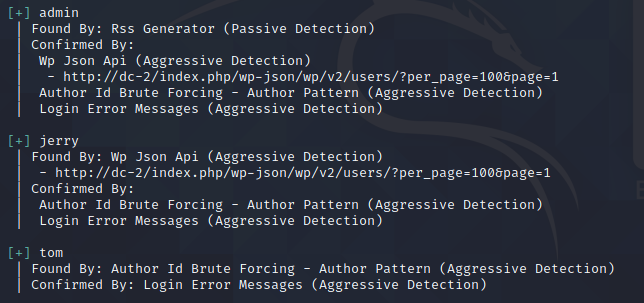 [+] admin
| Found By: Rss Generator (Passive Detection)
| Confirmed By:
|  Wp Json Api (Aggressive Detection)
|   - http://dc-2/index.php/wp-json/wp/v2/users/?per_page=100&page=1
|  Author Id Brute Forcing - Author Pattern (Aggressive Detection)
|  Login Error Messages (Aggressive Detection)
[+] jerry
| Found By: Wp Json Api (Aggressive Detection)
|  - http://dc-2/index.php/wp-json/wp/v2/users/?per_page=100&page=1
| Confirmed By:
|  Author Id Brute Forcing - Author Pattern (Aggressive Detection)
|  Login Error Messages (Aggressive Detection)
[+] tom
| Found By: Author Id Brute Forcing - Author Pattern (Aggressive Detection)
| Confirmed By: Login Error Messages (Aggressive Detection)